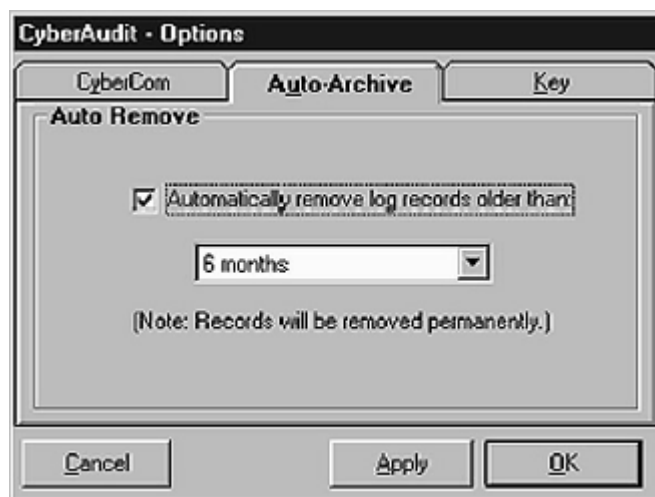 CyberAudit - Options
CyberCom
Auto-Archive
Key
Auto Remove
Automatically remove log records older than:
6 months
(Note: Records will be removed permanently.)
Cancel
Apply
OK